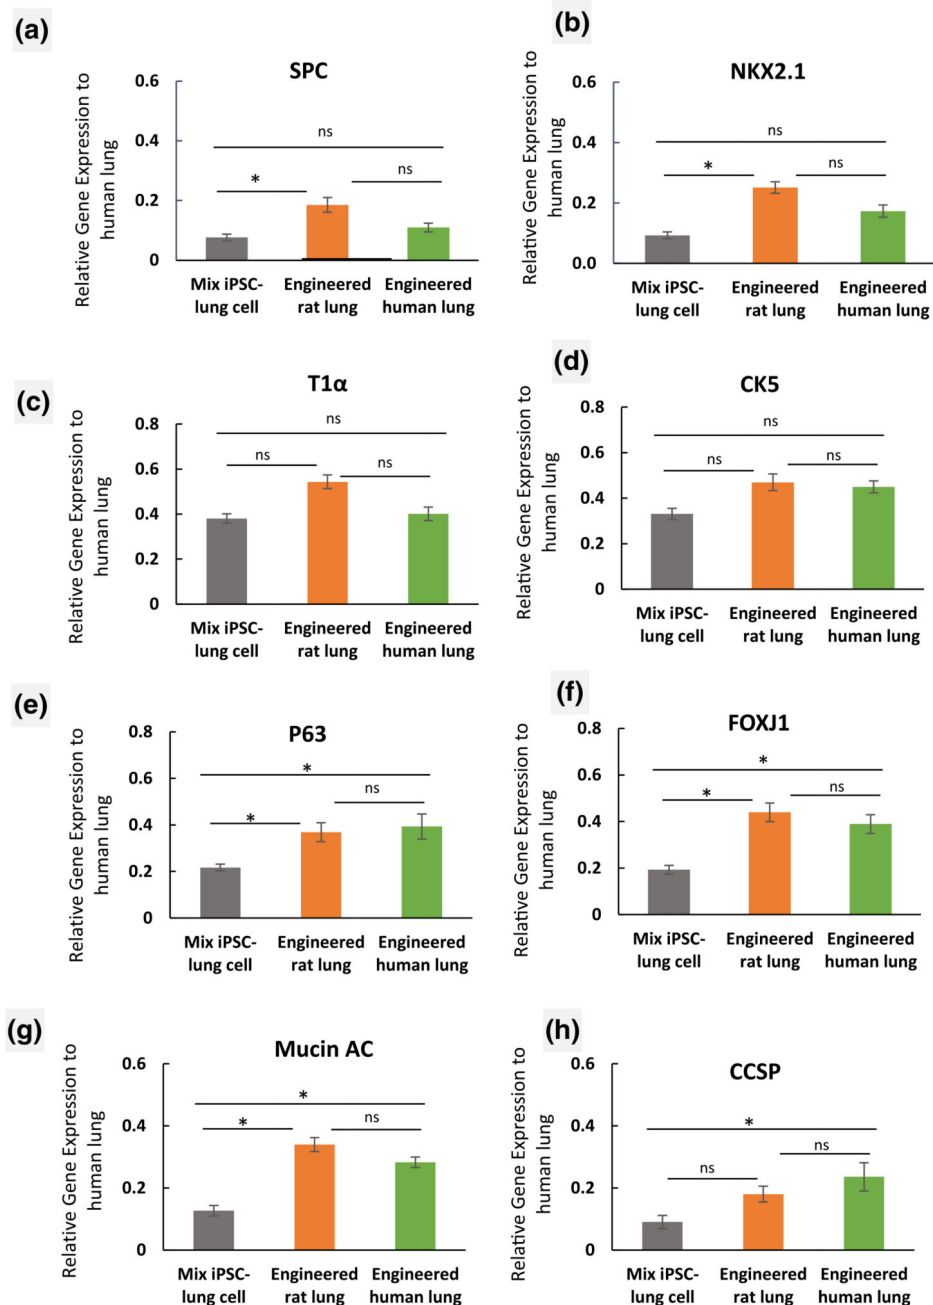 (a)
SPC
Relative Gene Expression to
human lung
0.6
0.4
0.2
0
ns
*
ns
Mix iPSC-
lung cell
Engineered
rat lung
Engineered
human lung
(b)
NKX2.1
Relative Gene Expression to
human lung
0.6
0.4
0.2
0.0
ns
*
ns
Mix iPSC-
lung cell
Engineered
rat lung
Engineered
human lung
(c)
T1α
Relative Gene Expression to
human lung
0.8
0.6
0.4
0.2
0
ns
ns
ns
Mix iPSC-
lung cell
Engineered
rat lung
Engineered
human lung
(d)
CK5
Relative Gene Expression to
human lung
0.8
0.6
0.4
0.2
0
ns
ns
ns
Mix iPSC-
lung cell
Engineered
rat lung
Engineered
human lung
(e)
P63
Relative Gene Expression to
human lung
0.8
0.6
0.4
0.2
0
*
*
ns
Mix iPSC-
lung cell
Engineered
rat lung
Engineered
human lung
(f)
FOXJ1
Relative Gene Expression to
human lung
0.8
0.6
0.4
0.2
0
*
*
ns
Mix iPSC-
lung cell
Engineered
rat lung
Engineered
human lung
(g)
Mucin AC
Relative Gene Expression to
human lung
0.6
0.4
0.2
0
*
*
ns
Mix iPSC-
lung cell
Engineered
rat lung
Engineered
human lung
(h)
CCSP
Relative Gene Expression to
human lung
0.6
0.4
0.2
0
*
ns
ns
Mix iPSC-
lung cell
Engineered
rat lung
Engineered
human lung